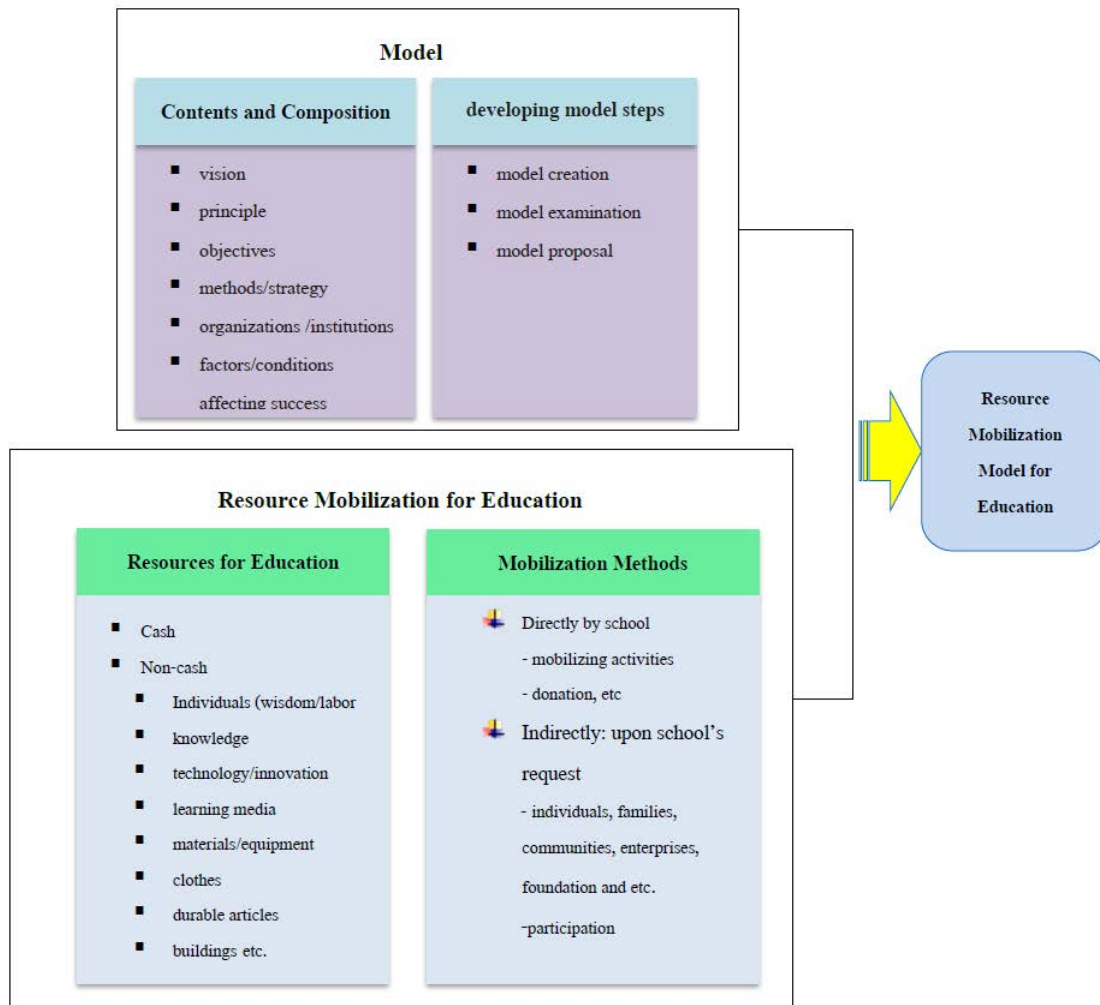 Model
Contents and Composition
vision
principle
objectives
methods/strategy
organizations /institutions
factors/conditions
affecting success
developing model steps
model creation
model examination
model proposal
Resource Mobilization for Education
Resources for Education
Cash
Non-cash
Individuals (wisdom/labor
knowledge
technology/innovation
learning media
materials/equipment
clothes
durable articles
buildings etc.
Mobilization Methods
Directly by school
- mobilizing activities
- donation, etc
Indirectly: upon school's
request
- individuals, families,
communities, enterprises,
foundation and etc.
-participation
Resource
Mobilization
Model for
Education